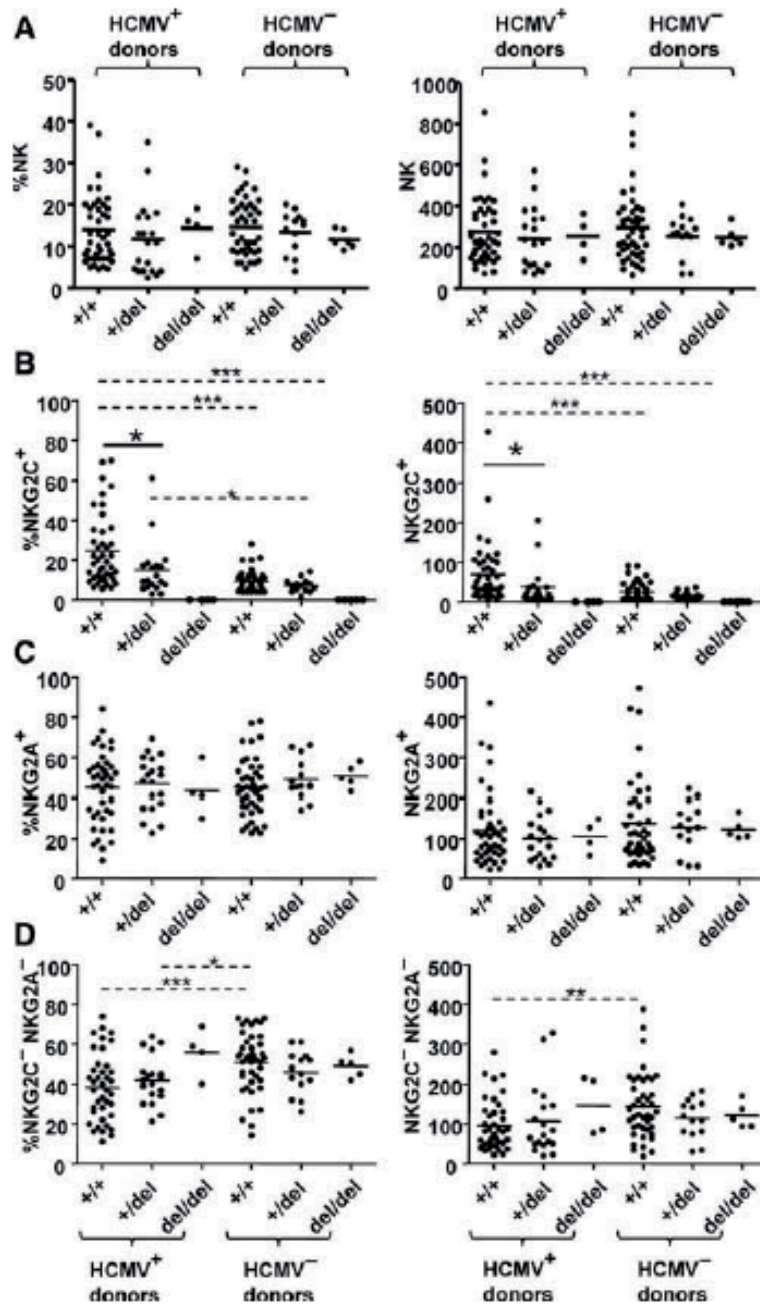 A
HCMV+ donors
HCMV− donors
HCMV+ donors
HCMV− donors
%NK
50
40
30
20
10
0
+/+
+/del
del/del
+/+
+/del
del/del
NK
1000
800
600
400
200
0
+/+
+/del
del/del
+/+
+/del
del/del
B
%NKG2C+
100
80
60
40
20
0
***
***
*
*
+/+
+/del
del/del
+/+
+/del
del/del
NKG2C+
500
400
300
200
100
0
***
***
*
+/+
+/del
del/del
+/+
+/del
del/del
C
%NKG2A+
100
80
60
40
20
0
+/+
+/del
del/del
+/+
+/del
del/del
NKG2A+
500
400
300
200
100
0
+/+
+/del
del/del
+/+
+/del
del/del
D
%NKG2C− NKG2A−
100
80
60
40
20
0
*
***
+/+
+/del
del/del
+/+
+/del
del/del
NKG2C− NKG2A−
500
400
300
200
100
0
**
+/+
+/del
del/del
+/+
+/del
del/del
HCMV+
donors
HCMV−
donors
HCMV+
donors
HCMV−
donors